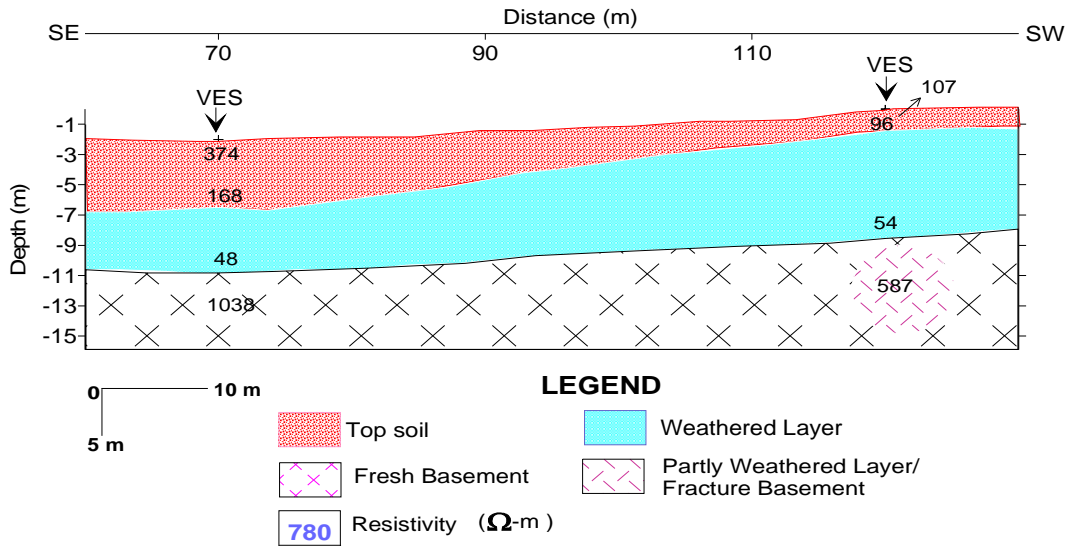 Distance (m)
SE
SW
70
90
110
VES
VES
107
-1
-3
-5
-7
-9
-11
-13
-15
Depth (m)
96
374
168
54
48
587
1038
0
10 m
5 m
LEGEND
Top soil
Weathered Layer
Fresh Basement
Partly Weathered Layer/
Fracture Basement
780
Resistivity (Ω-m )